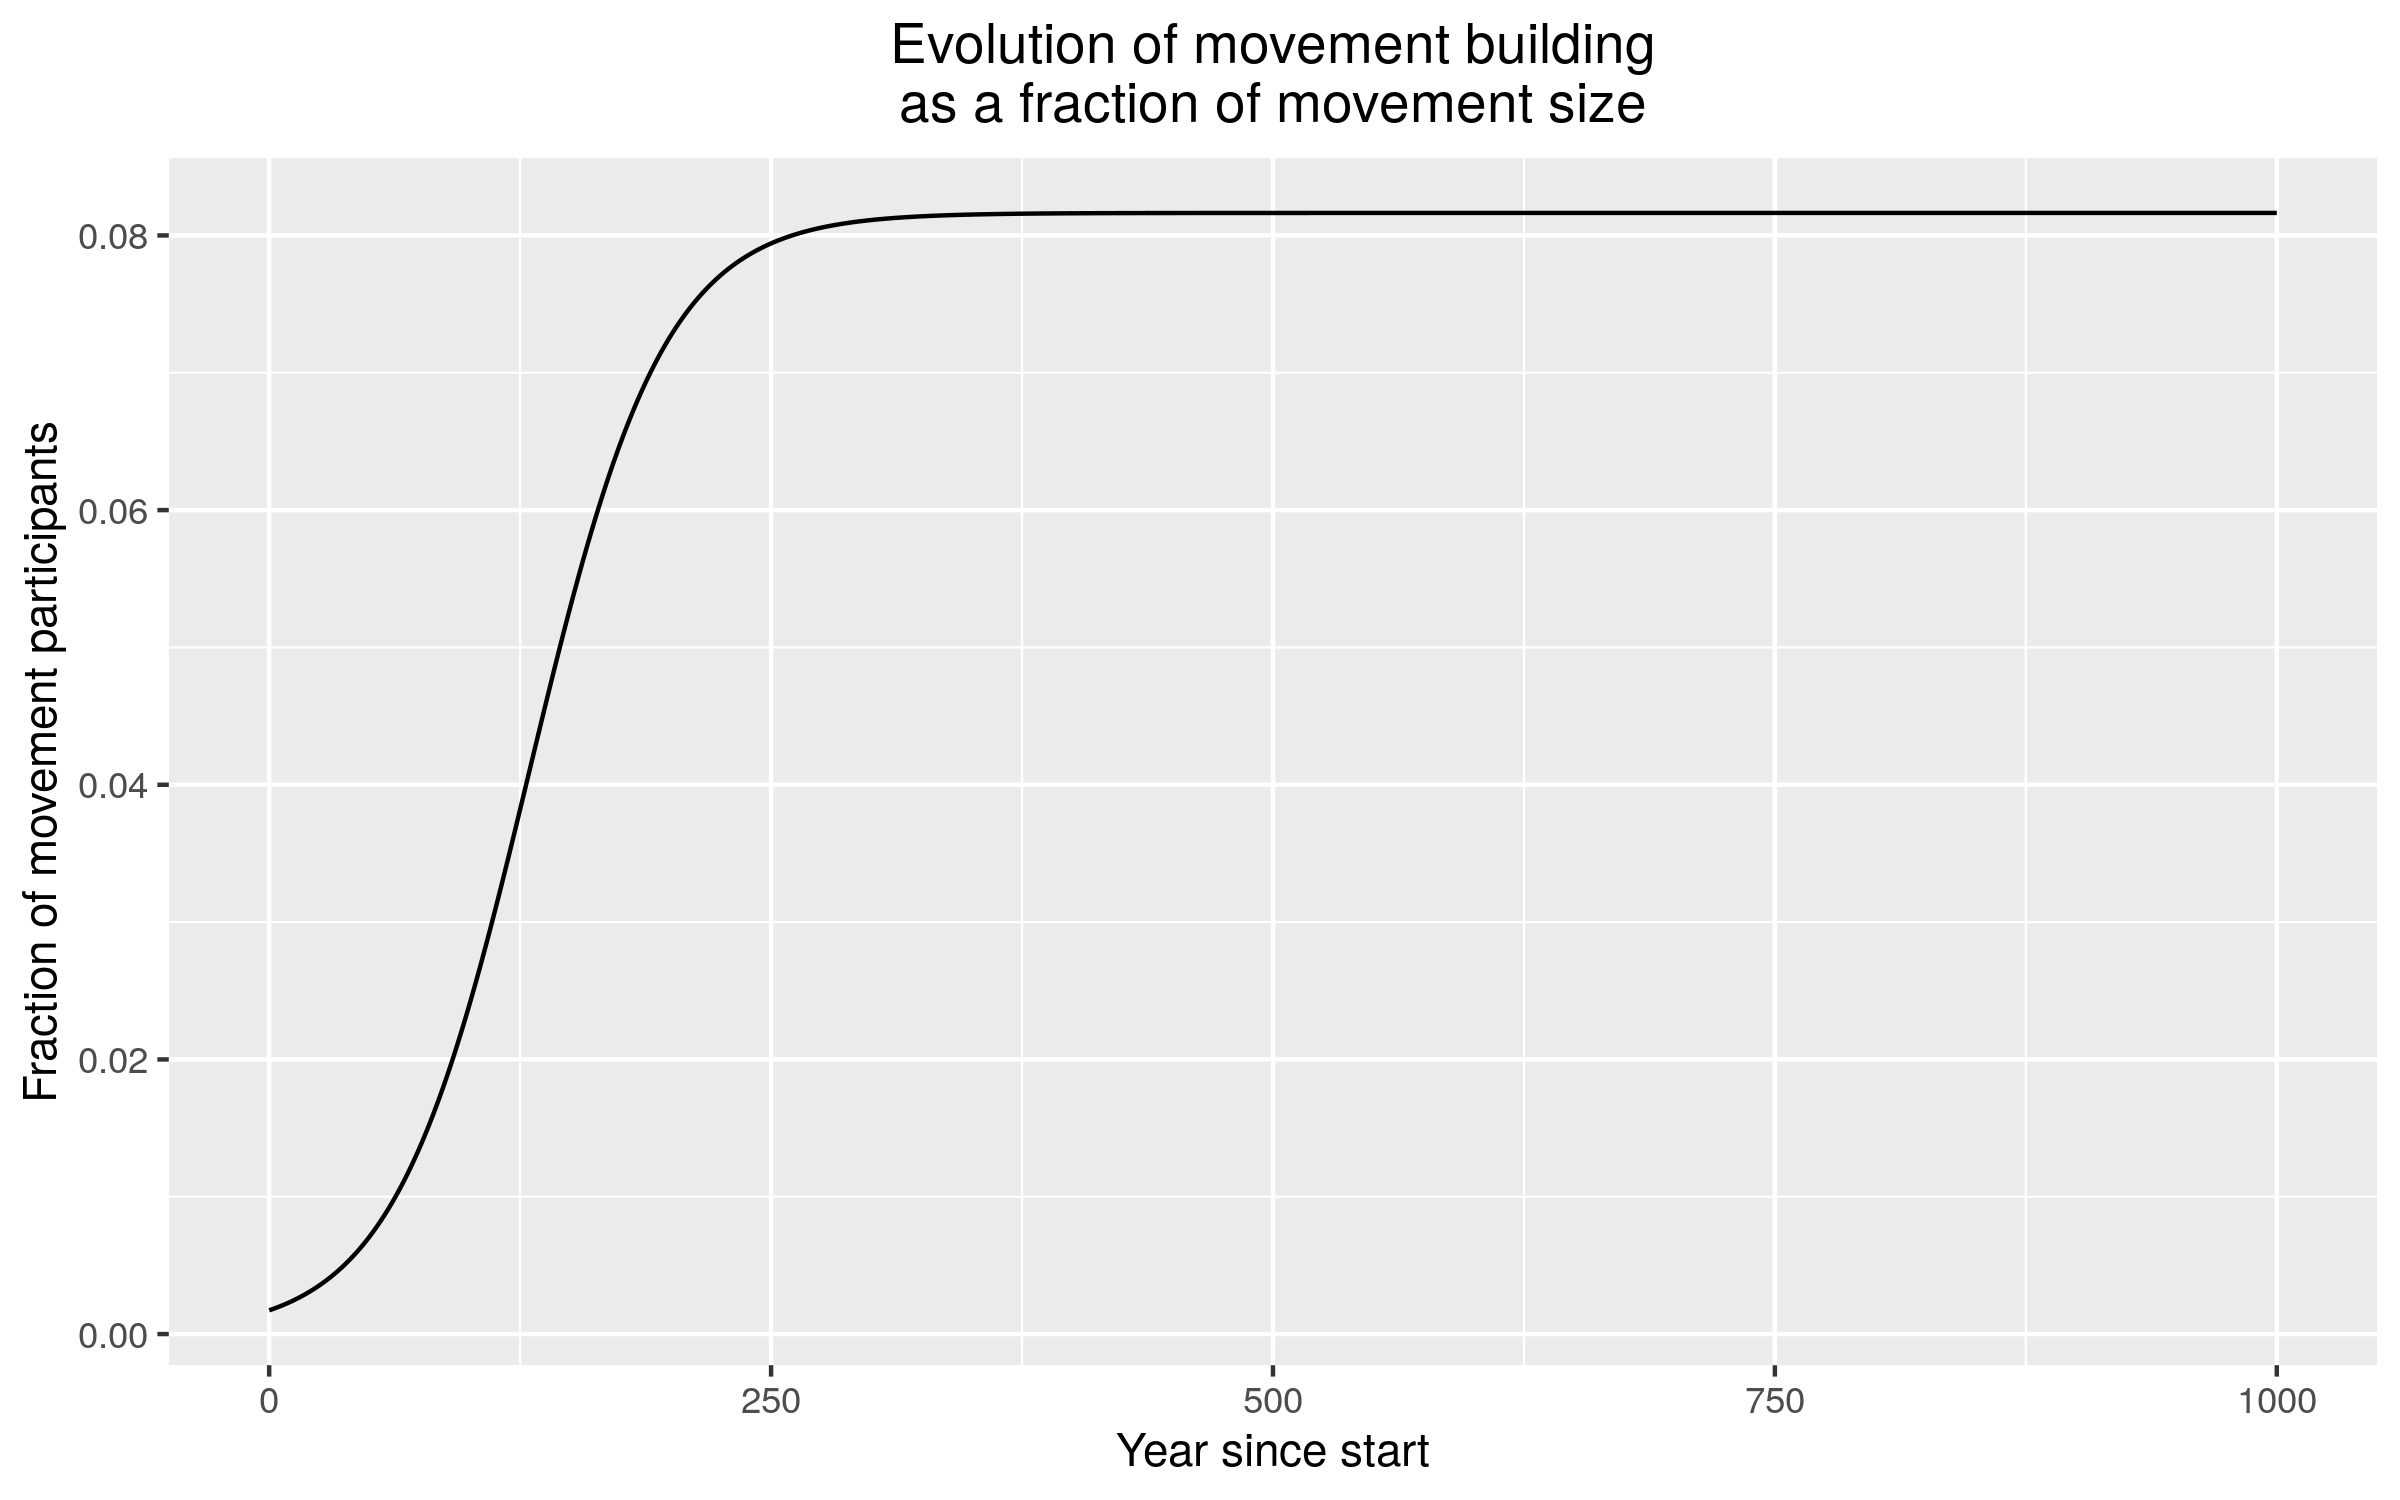 Evolution of movement building
as a fraction of movement size
Fraction of movement participants
0.08
0.06
0.04
0.02
0.00
0 250 500 750 1000
Year since start